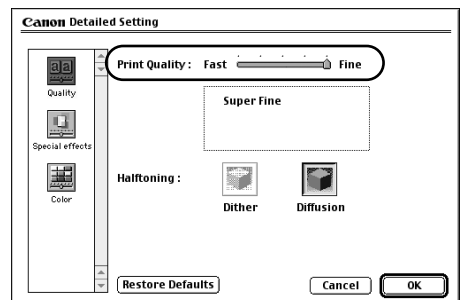 Canon Detailed Setting
Print Quality : Fast Fine
Quality
Super Fine
Special effects
Halftoning :
Color
Dither Diffusion
Restore Defaults Cancel OK